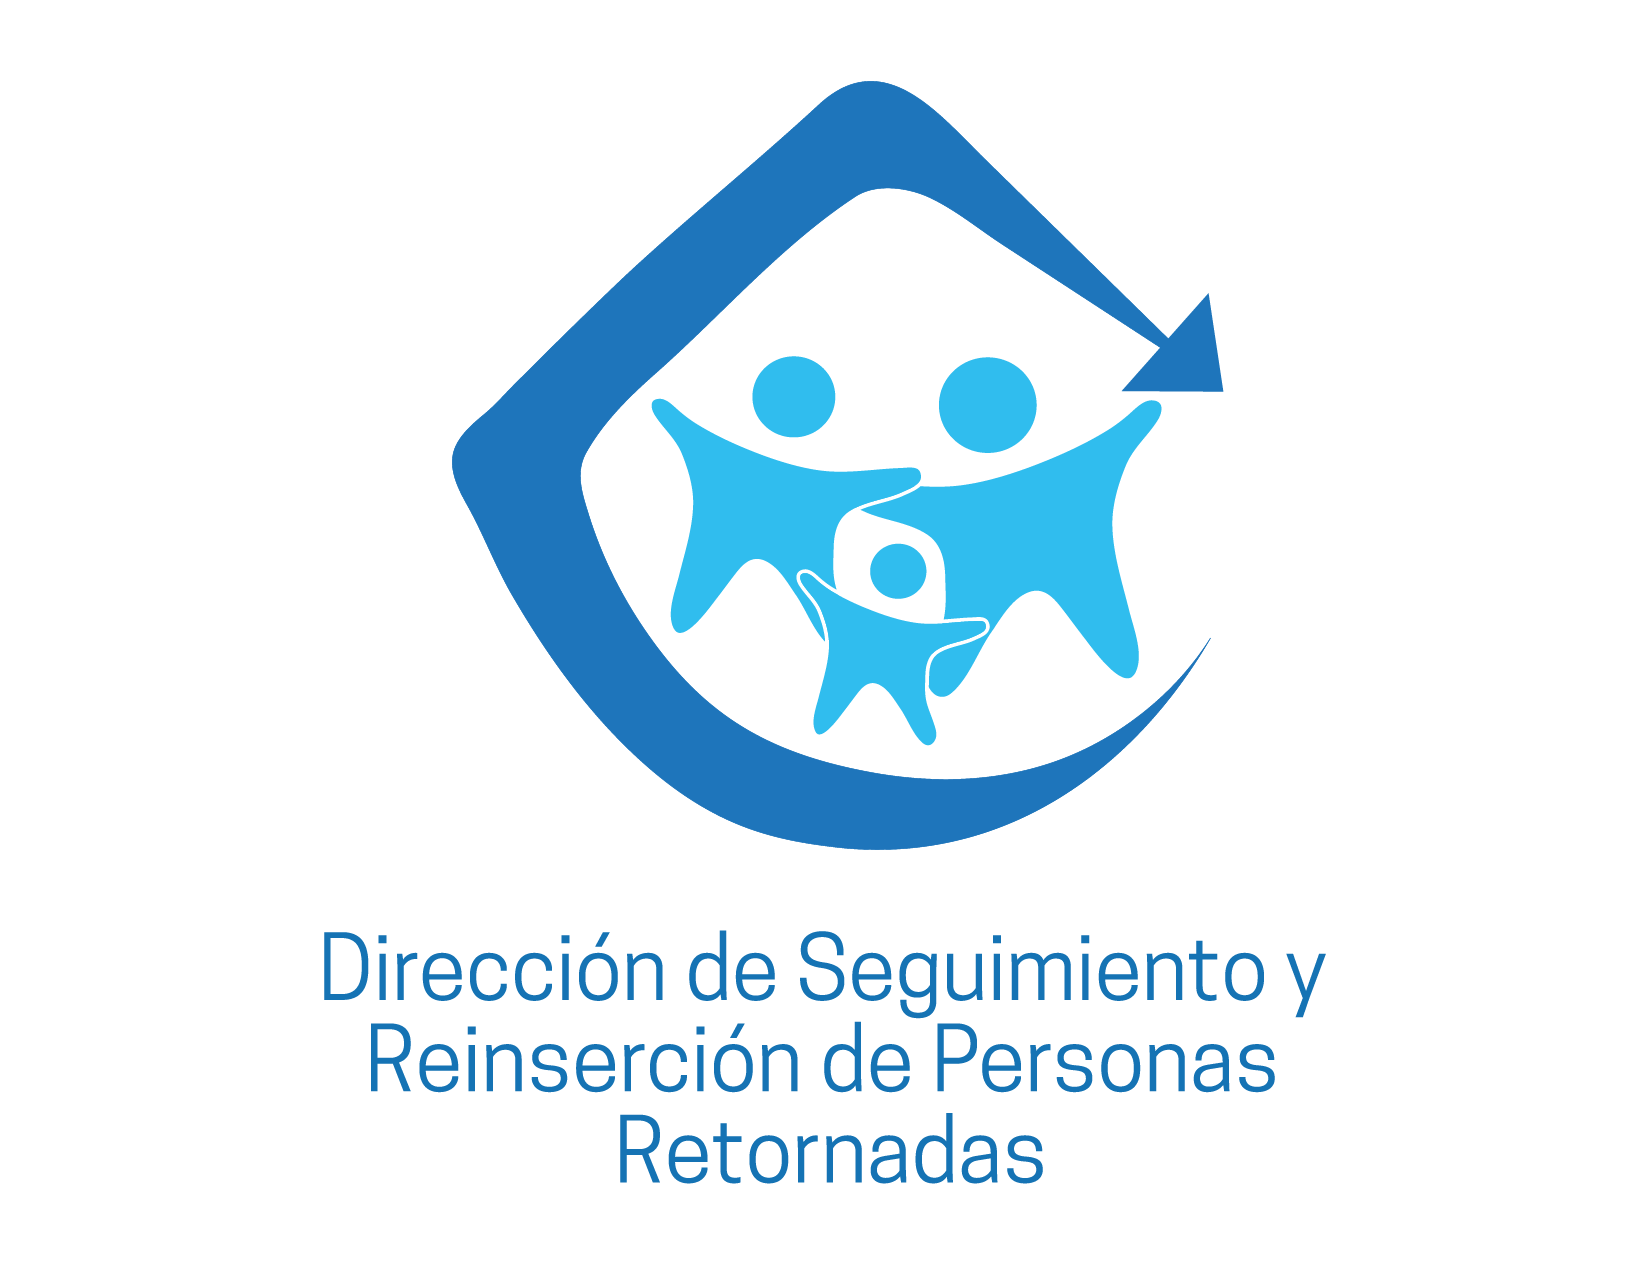 Dirección de Seguimiento y
Reinserción de Personas
Retornadas